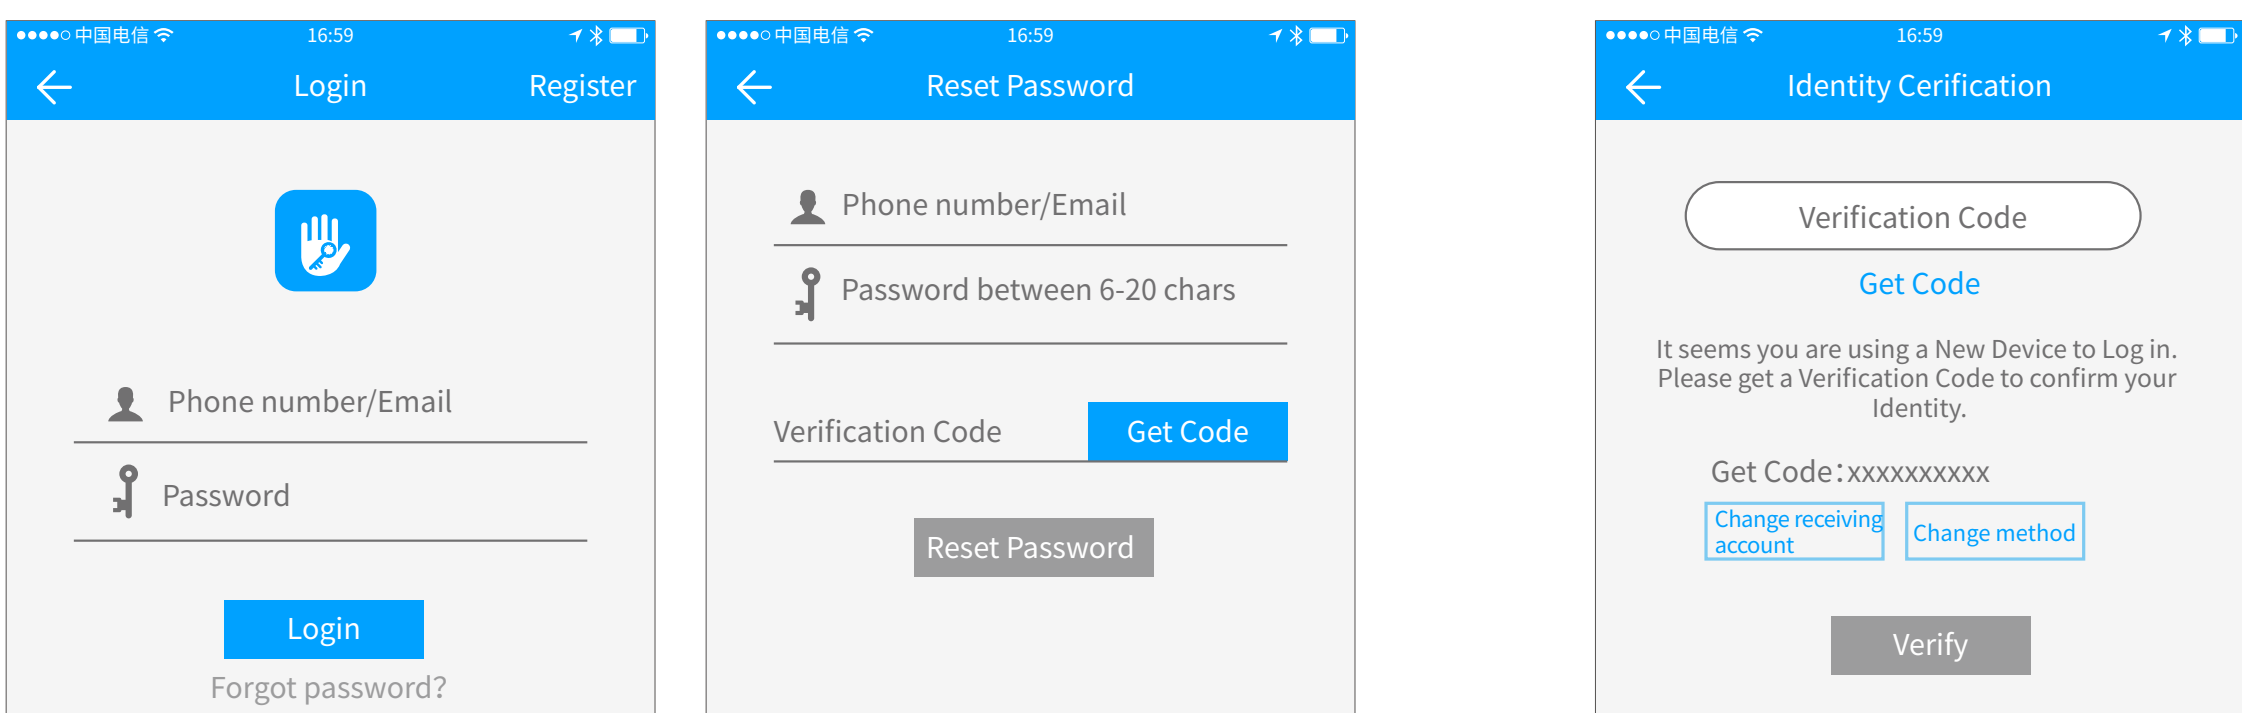 中国电信 16:59
Login Register
Phone number/Email
Password
Login
Forgot password?
中国电信 16:59
Reset Password
Phone number/Email
Password between 6-20 chars
Verification Code Get Code
Reset Password
中国电信 16:59
Identity Cerification
Verification Code
Get Code
It seems you are using a New Device to Log in.
Please get a Verification Code to confirm your
Identity.
Get Code：xxxxxxxxxx
Change receiving
account
Change method
Verify